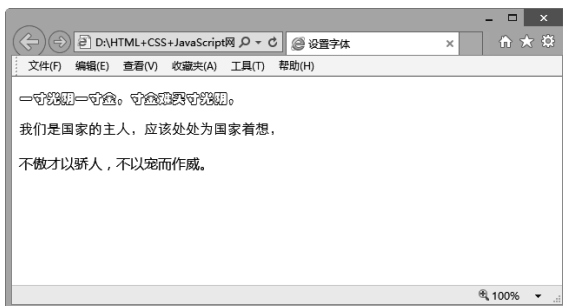 D:\HTML+CSS+JavaScript网
设置字体
文件(F) 编辑(E) 查看(V) 收藏夹(A) 工具(T) 帮助(H)
一寸光阴一寸金。寸金难买寸光阴。
我们是国家的主人，应该处处为国家着想，
不傲才以骄人，不以宠而作威。
100%